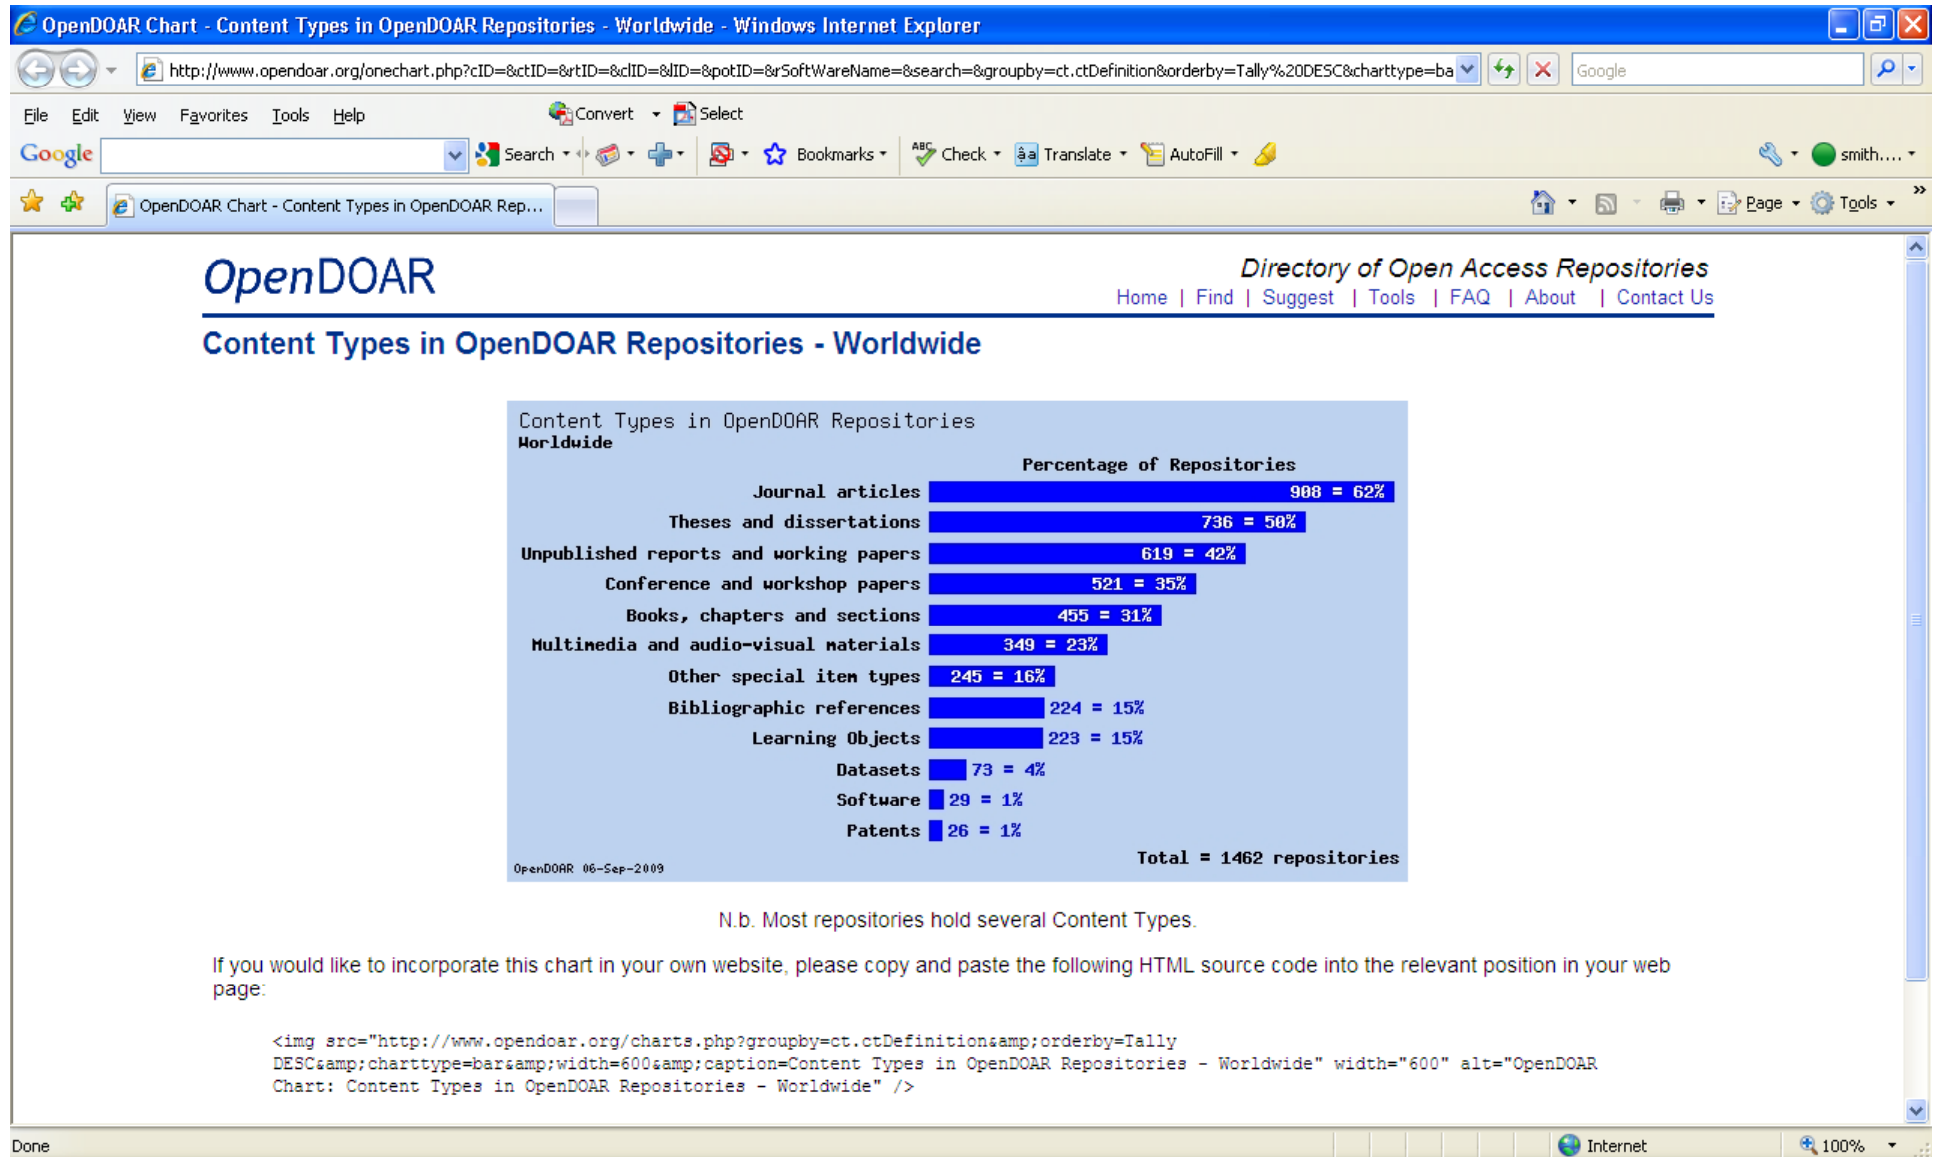 OpenDOAR Chart - Content Types in OpenDOAR Repositories - Worldwide - Windows Internet Explorer
http://www.opendoar.org/onechart.php?cID=&ctID=&rtID=&clID=&lID=&potID=&rSoftWareName=&search=&groupby=ct.ctDefinition&orderby=Tally%20DESC&charttype=ba Google
File Edit View Favorites Tools Help Convert Select
Google Search Bookmarks ABC Check âa Translate AutoFill smith....
OpenDOAR Chart - Content Types in OpenDOAR Rep... Page Tools »
OpenDOAR Directory of Open Access Repositories
Home | Find | Suggest | Tools | FAQ | About | Contact Us
Content Types in OpenDOAR Repositories - Worldwide
Content Types in OpenDOAR Repositories
Worldwide
Percentage of Repositories
Journal articles 908 = 62%
Theses and dissertations 736 = 50%
Unpublished reports and working papers 619 = 42%
Conference and workshop papers 521 = 35%
Books, chapters and sections 455 = 31%
Multimedia and audio-visual materials 349 = 23%
Other special item types 245 = 16%
Bibliographic references 224 = 15%
Learning Objects 223 = 15%
Datasets 73 = 4%
Software 29 = 1%
Patents 26 = 1%
Total = 1462 repositories
OpenDOAR 06-Sep-2009
N.b. Most repositories hold several Content Types.
If you would like to incorporate this chart in your own website, please copy and paste the following HTML source code into the relevant position in your web
page:
<img src="http://www.opendoar.org/charts.php?groupby=ct.ctDefinition&amp;orderby=Tally
DESC&amp;charttype=bar&amp;width=600&amp;caption=Content Types in OpenDOAR Repositories - Worldwide" width="600" alt="OpenDOAR
Chart: Content Types in OpenDOAR Repositories - Worldwide" />
Done Internet 100%